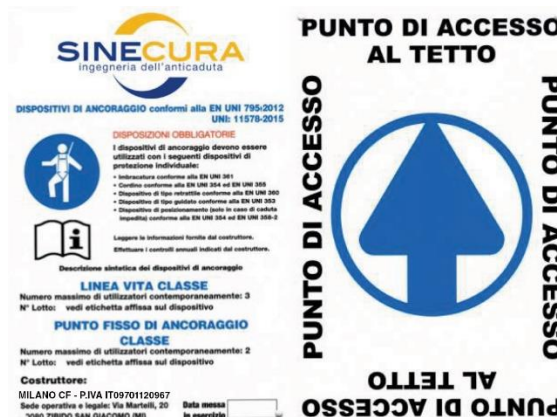 SINECURA
ingegneria dell'anticaduta
DISPOSITIVI DI ANCORAGGIO conformi alla EN UNI 795:2012
UNI: 11578-2015
DISPOSIZIONI OBBLIGATORIE
I dispositivi di ancoraggio devono essere
utilizzati con i seguenti dispositivi di
protezione individuale:
• Imbracatura conforme alla EN UNI 361
• Cordino conforme alla EN UNI 354 ed EN UNI 355
• Dispositivo di tipo retrattile conforme alla EN UNI 360
• Dispositivo di tipo guidato conforme alla EN UNI 353
• Dispositivo di posizionamento (solo in caso di caduta
impedita) conforme alla EN UNI 354 ed EN UNI 358-2
Leggere le informazioni fornite dal costruttore.
Effettuare i controlli annuali indicati dal costruttore.
Descrizione sintetica dei dispositivi di ancoraggio
LINEA VITA CLASSE
Numero massimo di utilizzatori contemporaneamente: 3
N° Lotto: vedi etichetta affissa sul dispositivo
PUNTO FISSO DI ANCORAGGIO
CLASSE
Numero massimo di utilizzatori contemporaneamente: 2
N° Lotto: vedi etichetta affissa sul dispositivo
Costruttore:
MILANO CF - P.IVA IT09701120967
Sede operativa e legale: Via Martelli, 20
2080 ZIBIDO SAN GIACOMO (MI)
Data messa
in esercizio
PUNTO DI ACCESSO
AL TETTO
PUNTO DI ACCESSO
PUNTO DI ACCESSO
AL TETTO
PUNTO DI ACCESSO